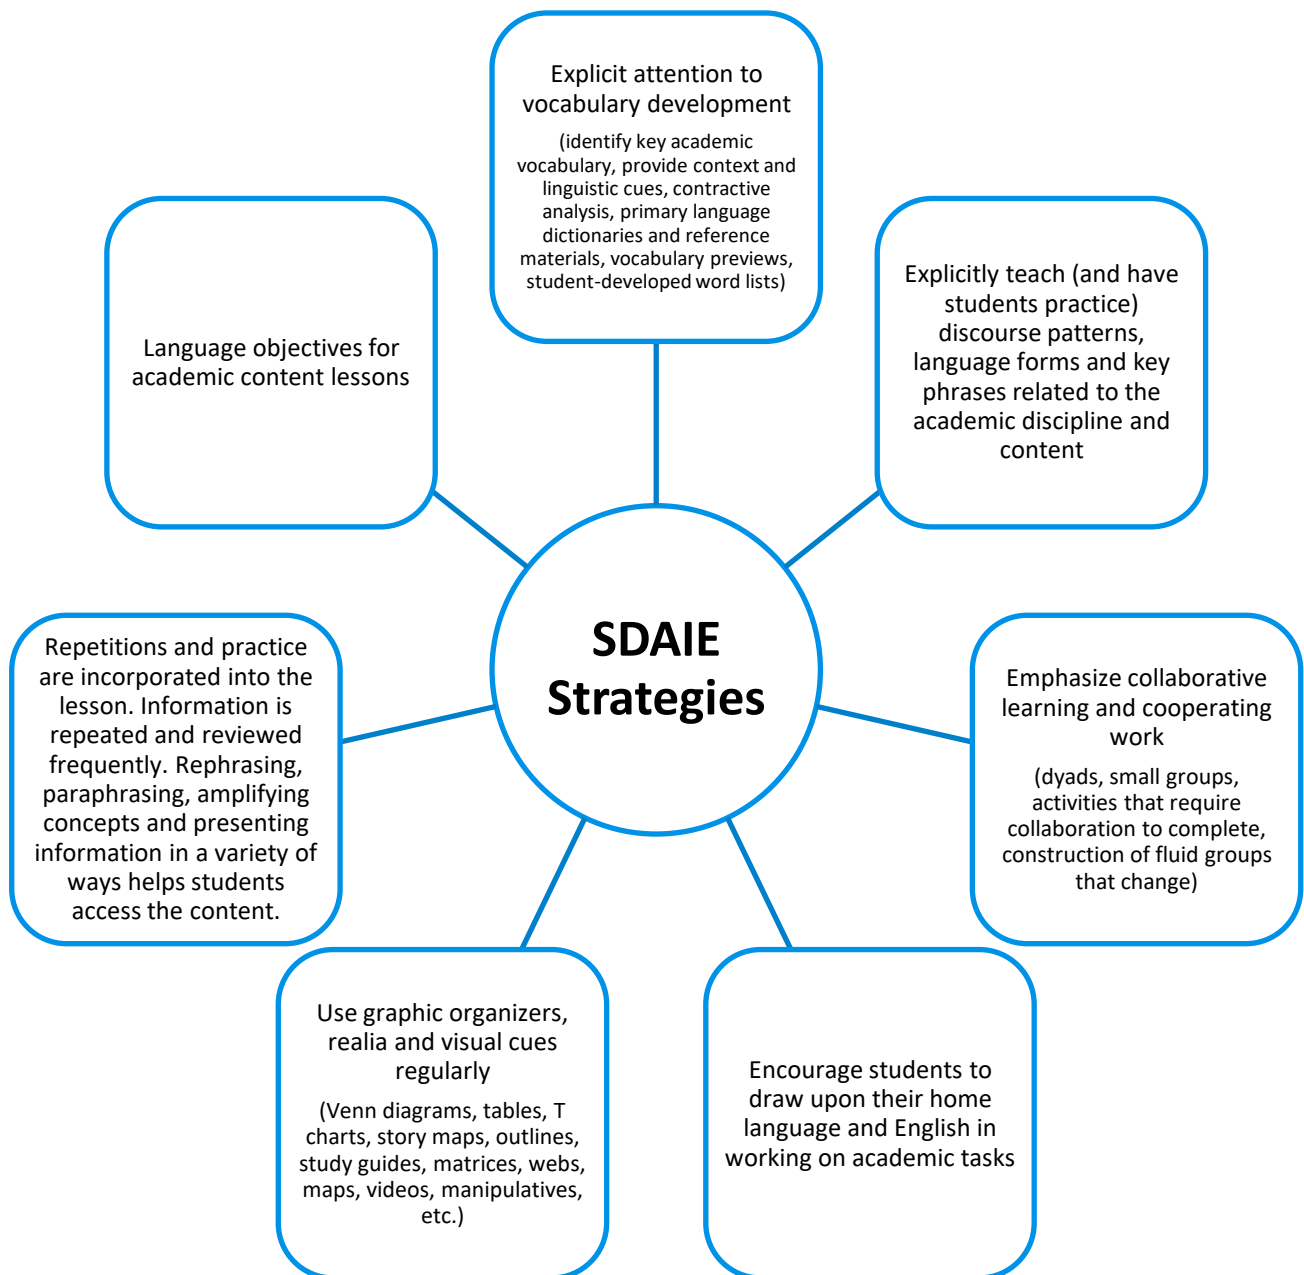 Explicit attention to
vocabulary development
(identify key academic
vocabulary, provide context and
linguistic cues, contractive
analysis, primary language
dictionaries and reference
materials, vocabulary previews,
student-developed word lists)
Language objectives for
academic content lessons
Explicitly teach (and have
students practice)
discourse patterns,
language forms and key
phrases related to the
academic discipline and
content
SDAIE
Strategies
Repetitions and practice
are incorporated into the
lesson. Information is
repeated and reviewed
frequently. Rephrasing,
paraphrasing, amplifying
concepts and presenting
information in a variety of
ways helps students
access the content.
Emphasize collaborative
learning and cooperating
work
(dyads, small groups,
activities that require
collaboration to complete,
construction of fluid groups
that change)
Use graphic organizers,
realia and visual cues
regularly
(Venn diagrams, tables, T
charts, story maps, outlines,
study guides, matrices, webs,
maps, videos, manipulatives,
etc.)
Encourage students to
draw upon their home
language and English in
working on academic tasks